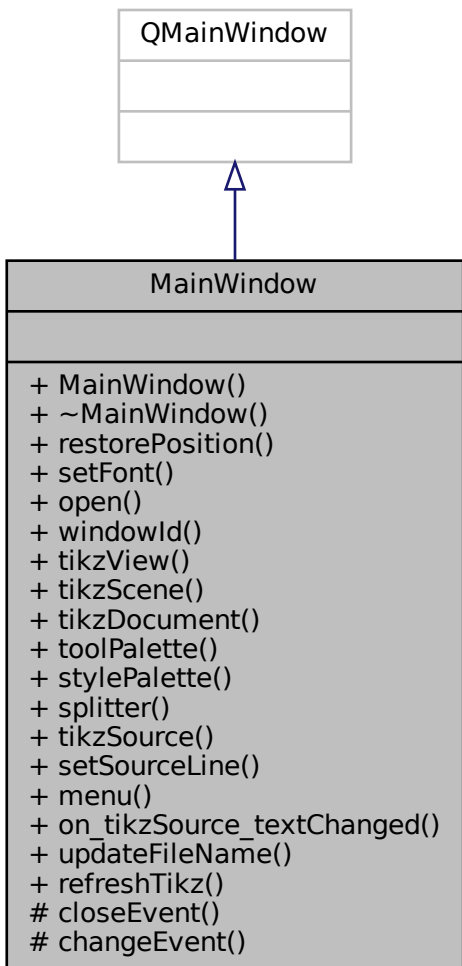 QMainWindow
MainWindow
+ MainWindow()
+ ~MainWindow()
+ restorePosition()
+ setFont()
+ open()
+ windowId()
+ tikzView()
+ tikzScene()
+ tikzDocument()
+ toolPalette()
+ stylePalette()
+ splitter()
+ tikzSource()
+ setSourceLine()
+ menu()
+ on_tikzSource_textChanged()
+ updateFileName()
+ refreshTikz()
# closeEvent()
# changeEvent()